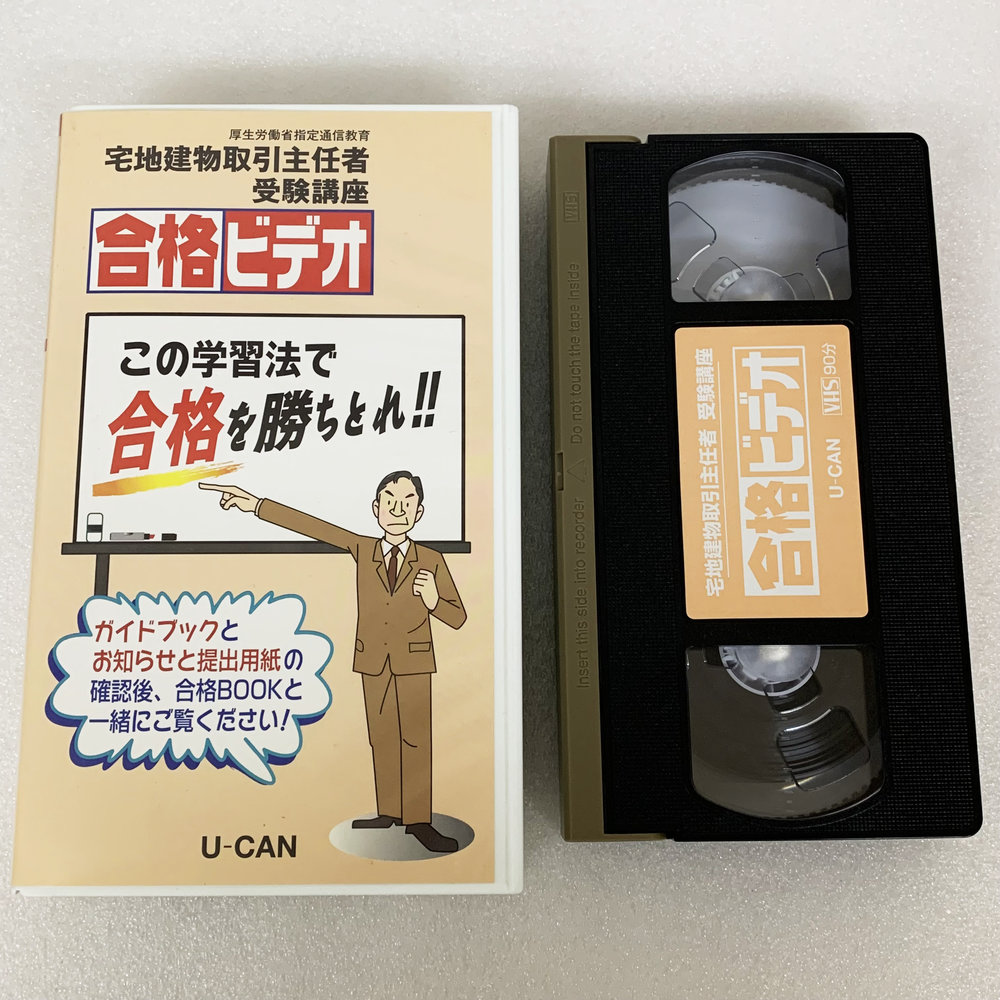 厚生労働省指定通信教育
宅地建物取引主任者
受験講座
合格ビデオ
この学習法で
合格を勝ちとれ!!
ガイドブックと
お知らせと提出用紙の
確認後、合格BOOKと
一緒にご覧ください!
U-CAN
VHS
Do not touch the tape inside
Insert this side into recorder
宅地建物取引主任者 受験講座
合格ビデオ
U-CAN
VHS 90分